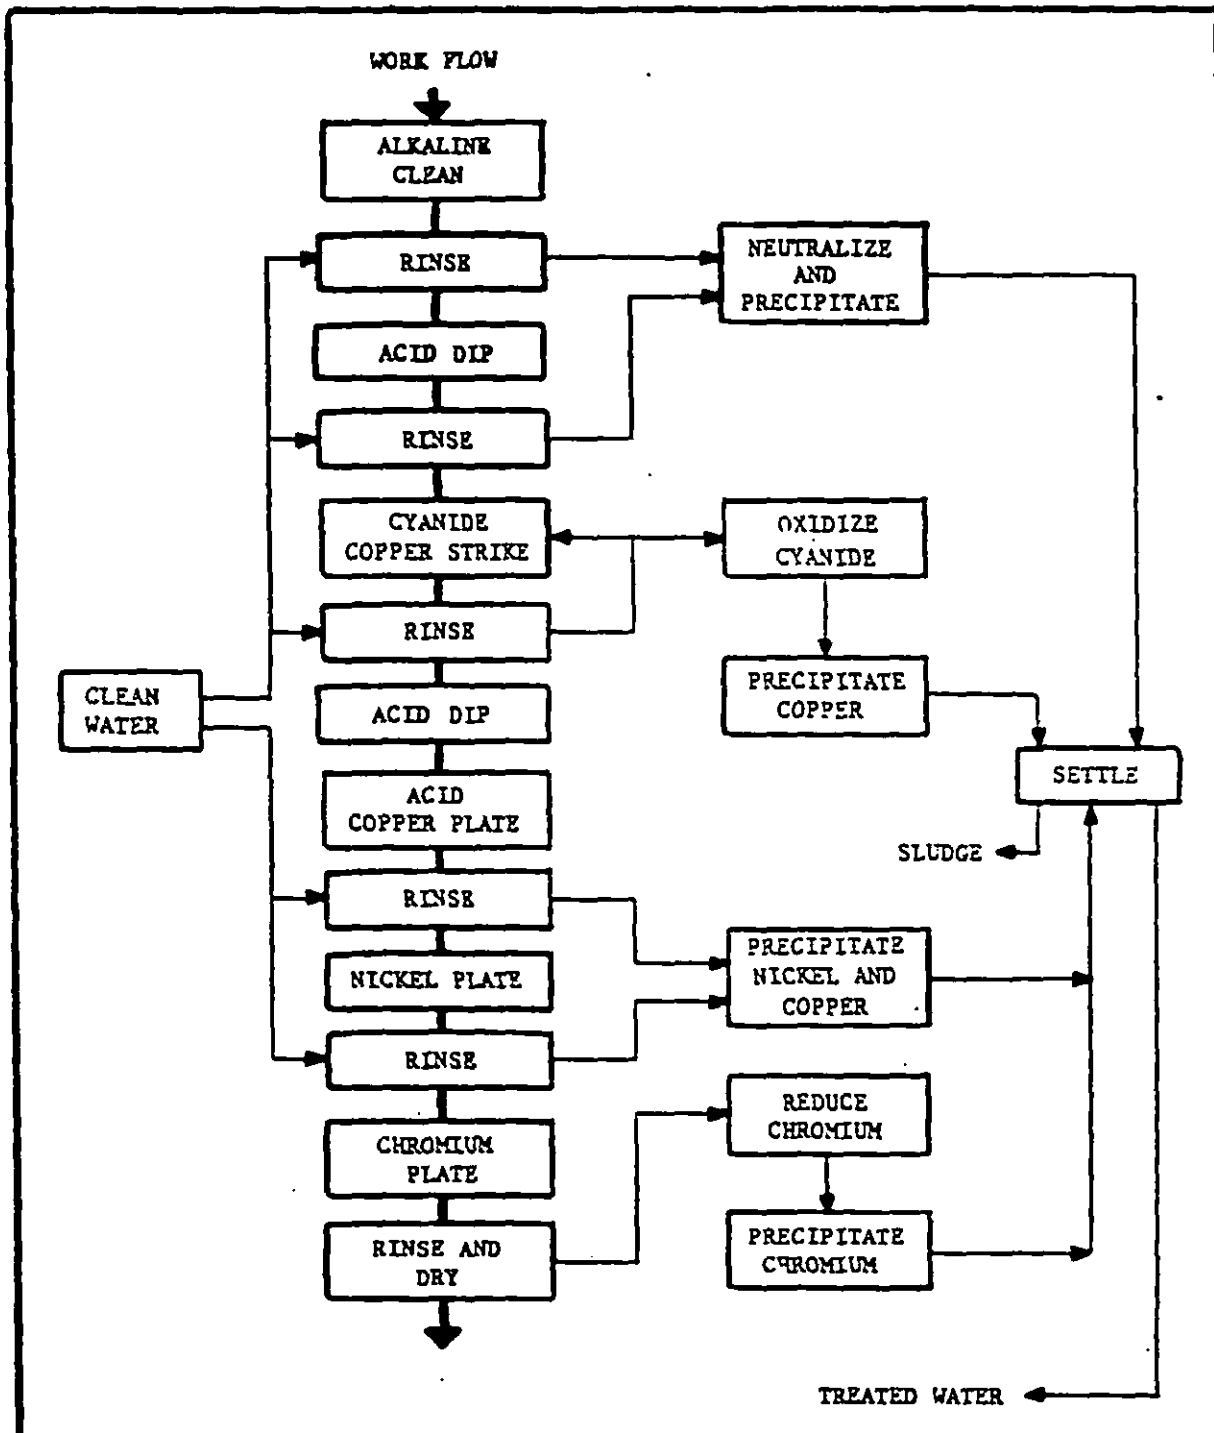 WORK FLOW
ALKALINE
CLEAN
RINSE
NEUTRALIZE
AND
PRECIPITATE
ACID DIP
RINSE
CYANIDE
COPPER STRIKE
OXIDIZE
CYANIDE
RINSE
CLEAN
WATER
PRECIPITATE
COPPER
ACID DIP
SETTLE
ACID
COPPER PLATE
SLUDGE
RINSE
PRECIPITATE
NICKEL AND
COPPER
NICKEL PLATE
RINSE
REDUCE
CHROMIUM
CHROMIUM
PLATE
PRECIPITATE
CHROMIUM
RINSE AND
DRY
TREATED WATER